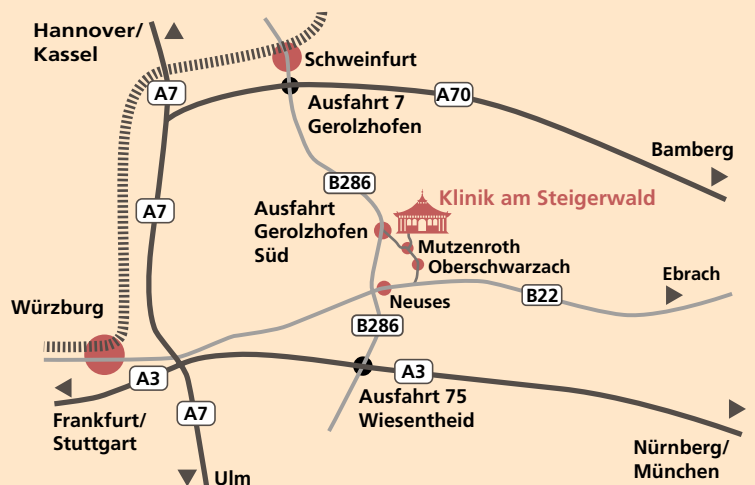 Hannover/
Kassel
Schweinfurt
A7
Ausfahrt 7
Gerolzhofen
A70
Bamberg
B286
Klinik am Steigerwald
A7
Ausfahrt
Gerolzhofen
Süd
Mutzenroth
Oberschwarzach
Ebrach
Würzburg
Neuses
B22
B286
A3
A3
Ausfahrt 75
Wiesentheid
Frankfurt/
Stuttgart
A7
Nürnberg/
München
Ulm